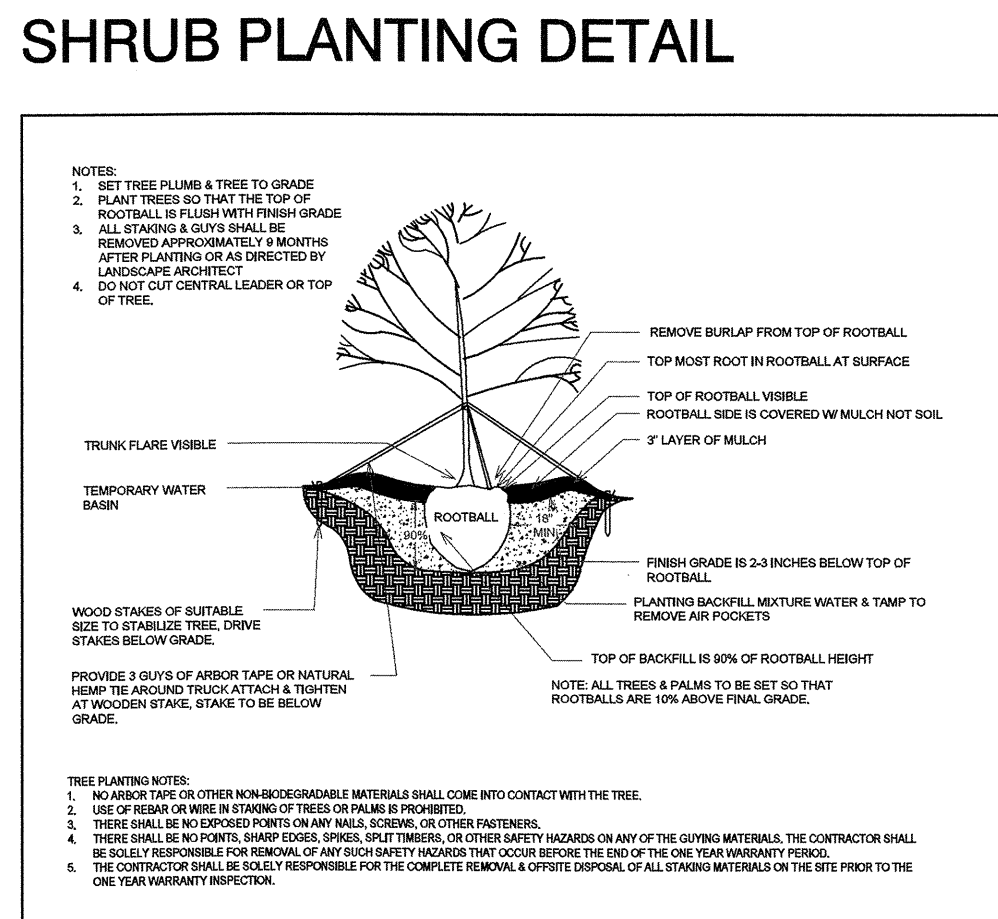 SHRUB PLANTING DETAIL
NOTES:
1. SET TREE PLUMB & TREE TO GRADE
2. PLANT TREES SO THAT THE TOP OF
ROOTBALL IS FLUSH WITH FINISH GRADE
3. ALL STAKING & GUYS SHALL BE
REMOVED APPROXIMATELY 9 MONTHS
AFTER PLANTING OR AS DIRECTED BY
LANDSCAPE ARCHITECT
4. DO NOT CUT CENTRAL LEADER OR TOP
OF TREE.
REMOVE BURLAP FROM TOP OF ROOTBALL
TOP MOST ROOT IN ROOTBALL AT SURFACE
TOP OF ROOTBALL VISIBLE
ROOTBALL SIDE IS COVERED W/ MULCH NOT SOIL
3" LAYER OF MULCH
TRUNK FLARE VISIBLE
TEMPORARY WATER
BASIN
ROOTBALL
90%
18"
MIN
FINISH GRADE IS 2-3 INCHES BELOW TOP OF
ROOTBALL
PLANTING BACKFILL MIXTURE WATER & TAMP TO
REMOVE AIR POCKETS
WOOD STAKES OF SUITABLE
SIZE TO STABILIZE TREE, DRIVE
STAKES BELOW GRADE.
TOP OF BACKFILL IS 90% OF ROOTBALL HEIGHT
PROVIDE 3 GUYS OF ARBOR TAPE OR NATURAL
HEMP TIE AROUND TRUCK ATTACH & TIGHTEN
AT WOODEN STAKE, STAKE TO BE BELOW
GRADE.
NOTE: ALL TREES & PALMS TO BE SET SO THAT
ROOTBALLS ARE 10% ABOVE FINAL GRADE.
TREE PLANTING NOTES:
1. NO ARBOR TAPE OR OTHER NON-BIODEGRADABLE MATERIALS SHALL COME INTO CONTACT WITH THE TREE.
2. USE OF REBAR OR WIRE IN STAKING OF TREES OR PALMS IS PROHIBITED.
3. THERE SHALL BE NO EXPOSED POINTS ON ANY NAILS, SCREWS, OR OTHER FASTENERS.
4. THERE SHALL BE NO POINTS, SHARP EDGES, SPIKES, SPLIT TIMBERS, OR OTHER SAFETY HAZARDS ON ANY OF THE GUYING MATERIALS. THE CONTRACTOR SHALL
BE SOLELY RESPONSIBLE FOR REMOVAL OF ANY SUCH SAFETY HAZARDS THAT OCCUR BEFORE THE END OF THE ONE YEAR WARRANTY PERIOD.
5. THE CONTRACTOR SHALL BE SOLELY RESPONSIBLE FOR THE COMPLETE REMOVAL & OFFSITE DISPOSAL OF ALL STAKING MATERIALS ON THE SITE PRIOR TO THE
ONE YEAR WARRANTY INSPECTION.